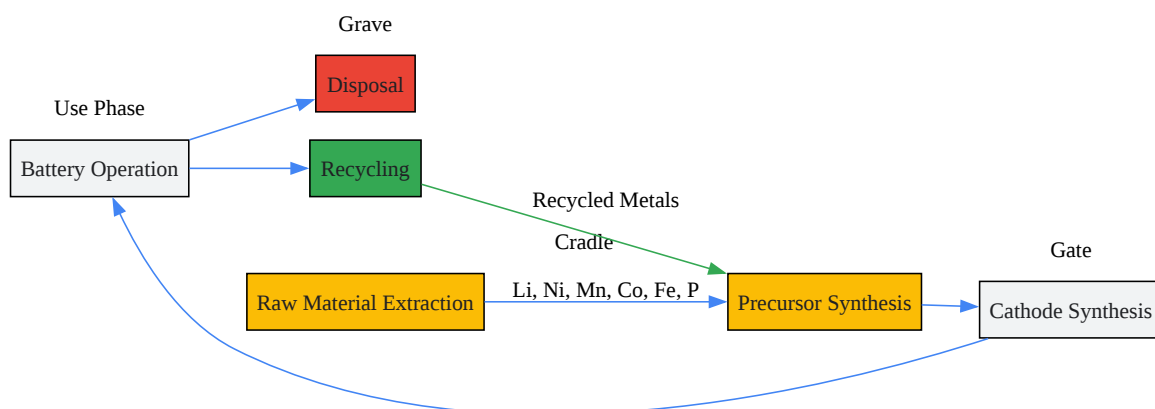 Grave
Disposal
Use Phase
Battery Operation
Recycling
Recycled Metals
Cradle
Gate
Raw Material Extraction
Li, Ni, Mn, Co, Fe, P
Precursor Synthesis
Cathode Synthesis